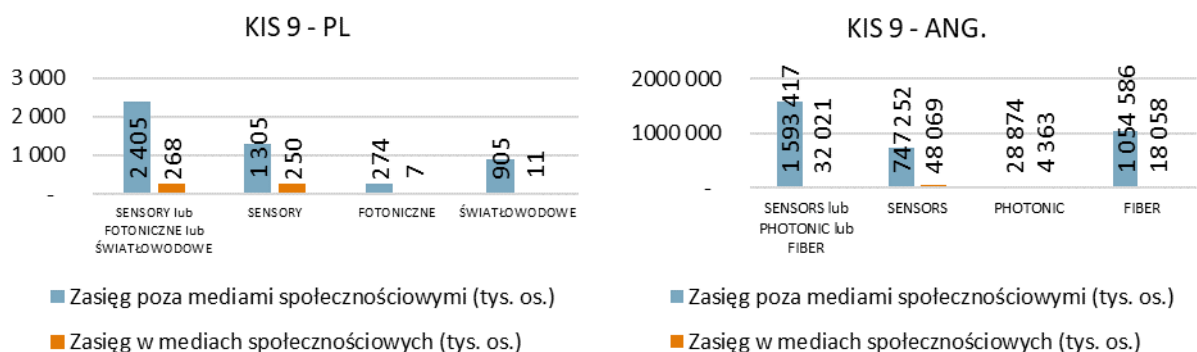 KIS 9 - PL
3 000
2 000
1 000
-
2 405
268
1 305
250
274
7
905
11
SENSORY lub
FOTONICZNE lub
ŚWIATŁOWODOWE
SENSORY
FOTONICZNE
ŚWIATŁOWODOWE
Zasięg poza mediami społecznościowymi (tys. os.)
Zasięg w mediach społecznościowych (tys. os.)
KIS 9 - ANG.
2000 000
1000 000
-
1 593 417
32 021
747 252
48 069
28 874
4 363
1 054 586
18 058
SENSORS lub
PHOTONIC lub
FIBER
SENSORS
PHOTONIC
FIBER
Zasięg poza mediami społecznościowymi (tys. os.)
Zasięg w mediach społecznościowych (tys. os.)